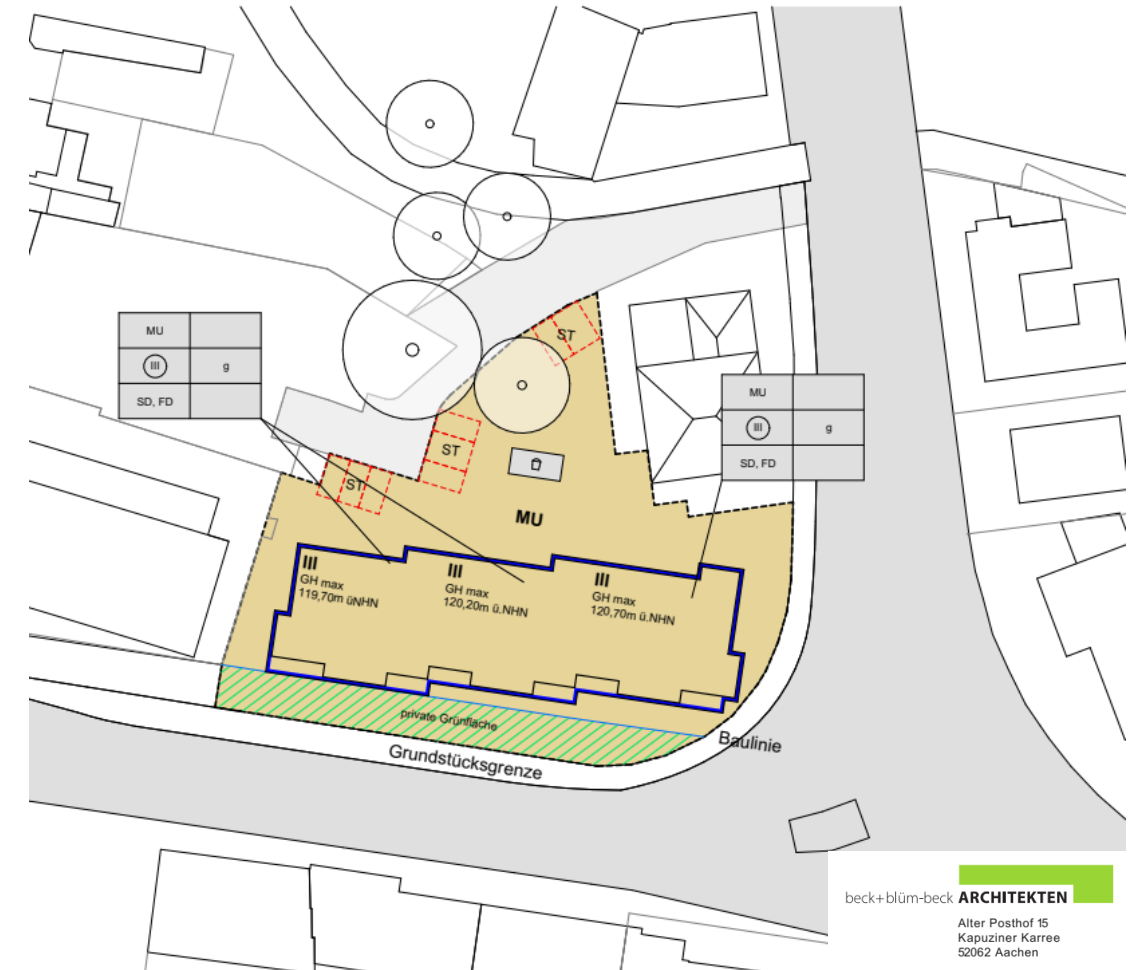 ST
MU
III
g
SD, FD
MU
III
g
SD, FD
ST
ST
MU
III
GH max
119,70m üNHN
III
GH max
120,20m ü.NHN
III
GH max
120,70m ü.NHN
private Grünfläche
Baulinie
Grundstücksgrenze
beck+blüm-beck ARCHITEKTEN
Alter Posthof 15
Kapuziner Karree
52062 Aachen